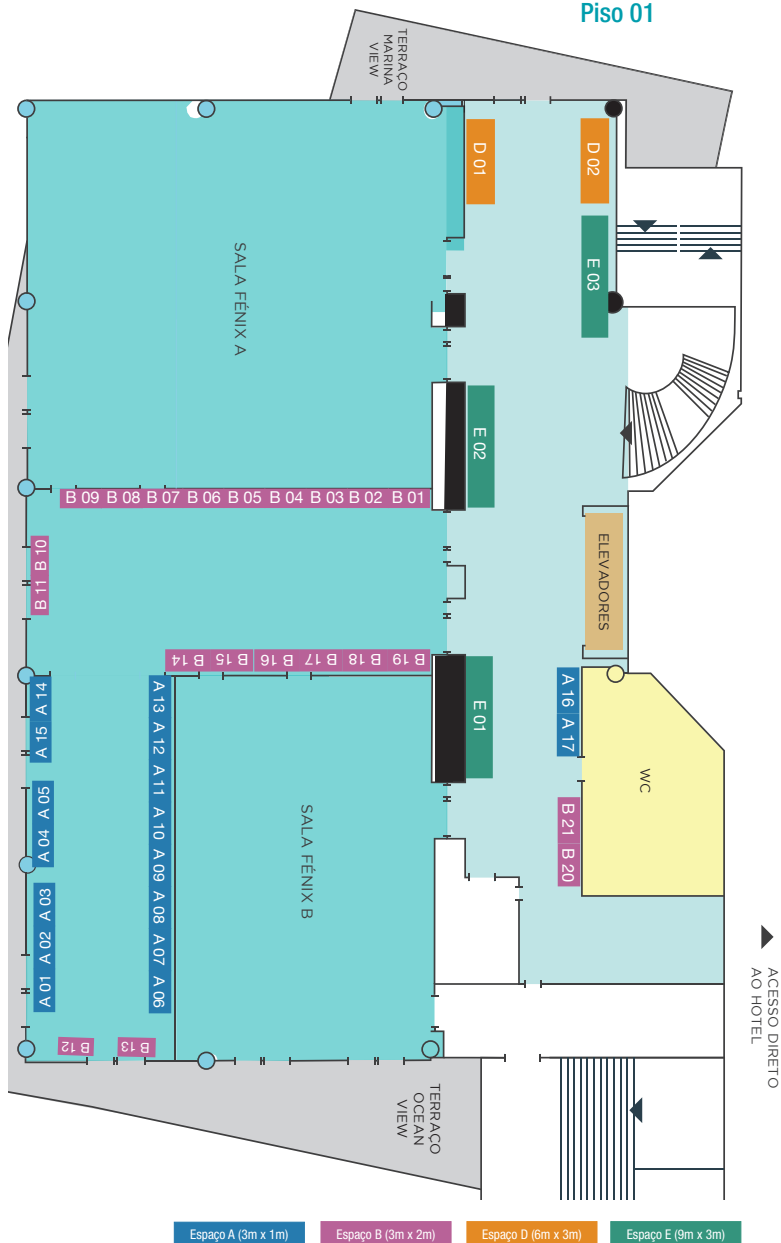 Piso 01
TERRAÇO
MARINA
VIEW
D 01
D 02
SALA FÉNIX A
E 03
E 02
B 09 B 08 B 07 B 06 B 05 B 04 B 03 B 02 B 01
ELEVADORES
B 11 B 10
B 14 B 15 B 16 B 17 B 18 B 19
A 15 A 14
A 13 A 12 A 11 A 10 A 09 A 08 A 07 A 06
E 01
A 16 A 17
WC
A 04 A 05
SALA FÉNIX B
B 21 B 20
A 01 A 02 A 03
ACESSO DIRETO
AO HOTEL
B 12
B 13
TERRAÇO
OCEAN
VIEW
Espaço A (3m x 1m)
Espaço B (3m x 2m)
Espaço D (6m x 3m)
Espaço E (9m x 3m)